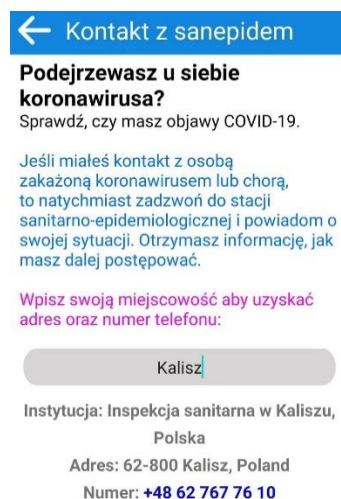 Kontakt z sanepidem
Podejrzewasz u siebie
koronawirusa?
Sprawdź, czy masz objawy COVID-19.
Jeśli miałeś kontakt z osobą
zakażoną koronawirusem lub chorą,
to natychmiast zadzwoń do stacji
sanitarno-epidemiologicznej i powiadom o
swojej sytuacji. Otrzymasz informację, jak
masz dalej postępować.
Wpisz swoją miejscowość aby uzyskać
adres oraz numer telefonu:
Kalisz
Instytucja: Inspekcja sanitarna w Kaliszu,
Polska
Adres: 62-800 Kalisz, Poland
Numer: +48 62 767 76 10